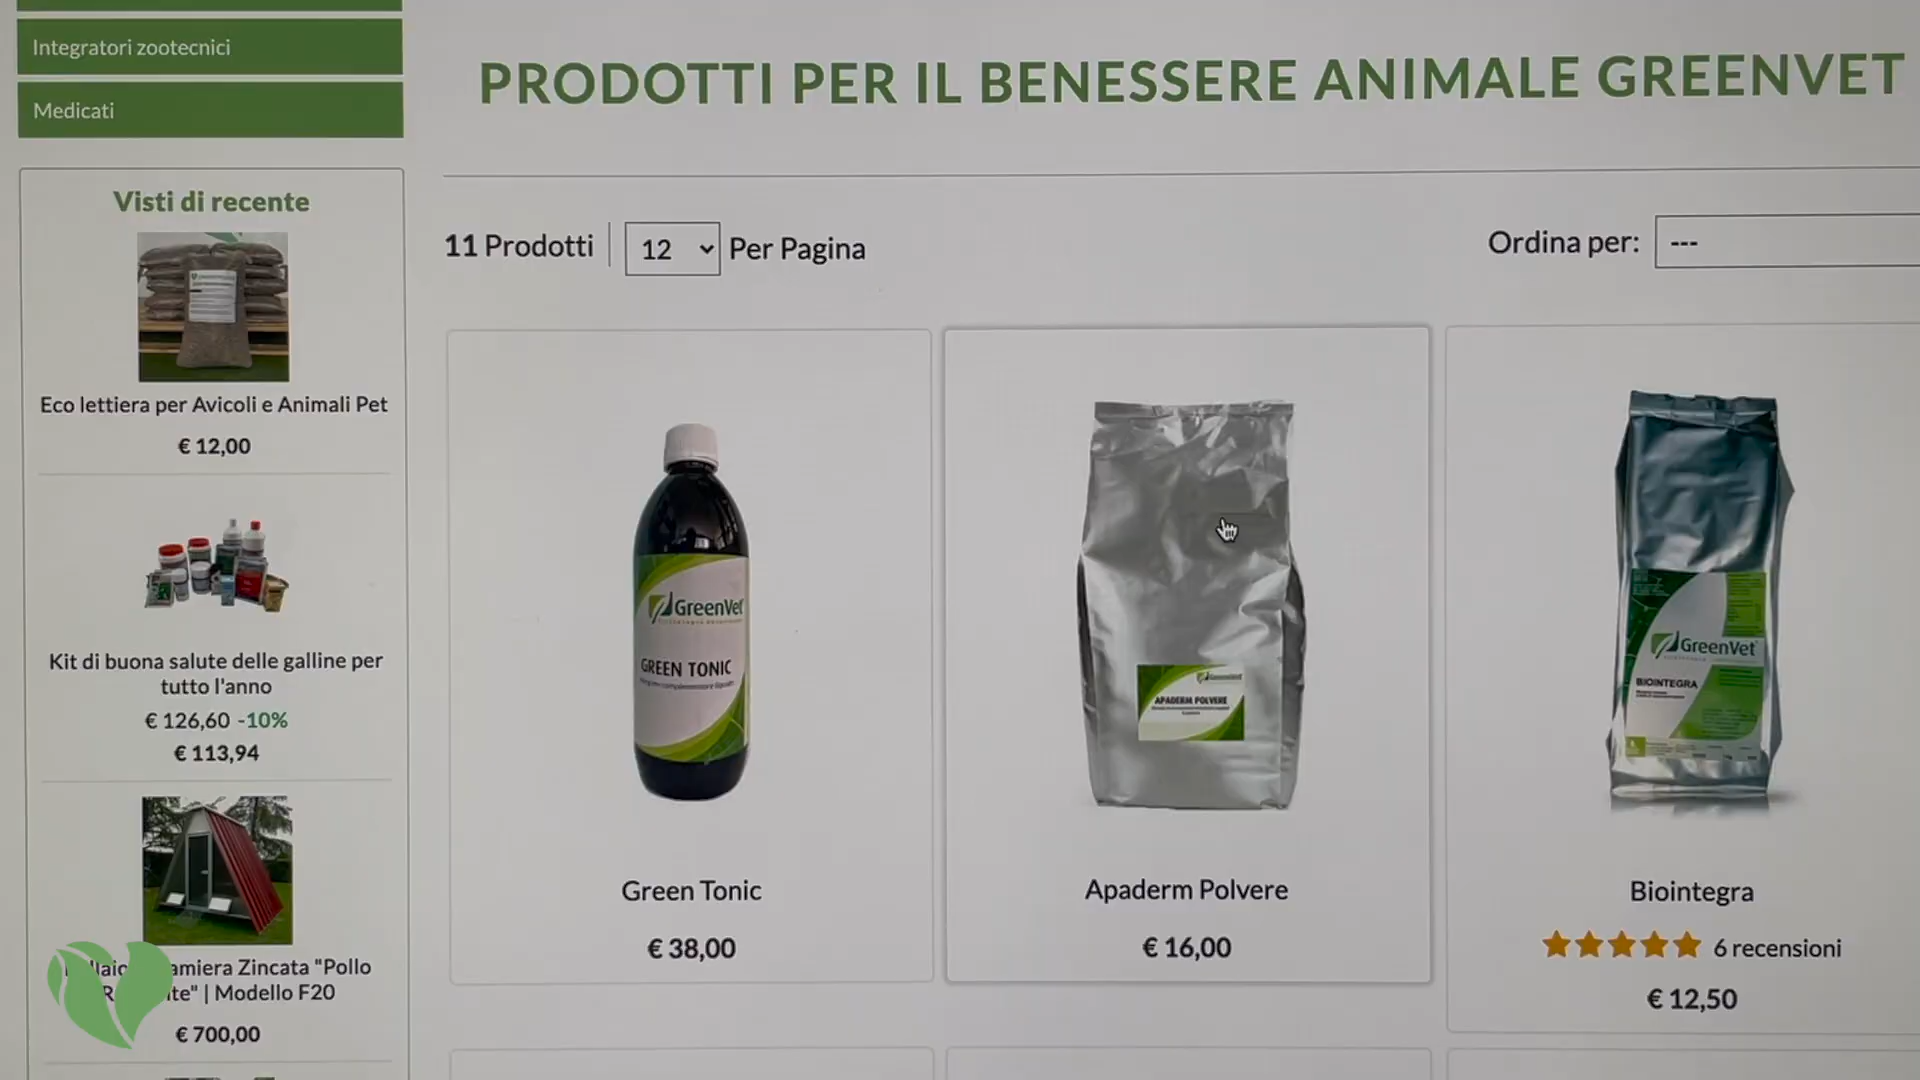 Integratori zootecnici
Medicati
PRODOTTI PER IL BENESSERE ANIMALE GREENVET
Visti di recente
11 Prodotti
12
Per Pagina
Ordina per:
---
Eco lettiera per Avicoli e Animali Pet
€ 12,00
Kit di buona salute delle galline per
tutto l'anno
€ 126,60 -10%
€ 113,94
amiera Zincata "Pollo
te" | Modello F20
€ 700,00
GreenVet
GREEN TONIC
Green Tonic
€ 38,00
GreenVet
APADERM POLVERE
Apaderm Polvere
€ 16,00
GreenVet
BIOINTEGRA
Biointegra
6 recensioni
€ 12,50